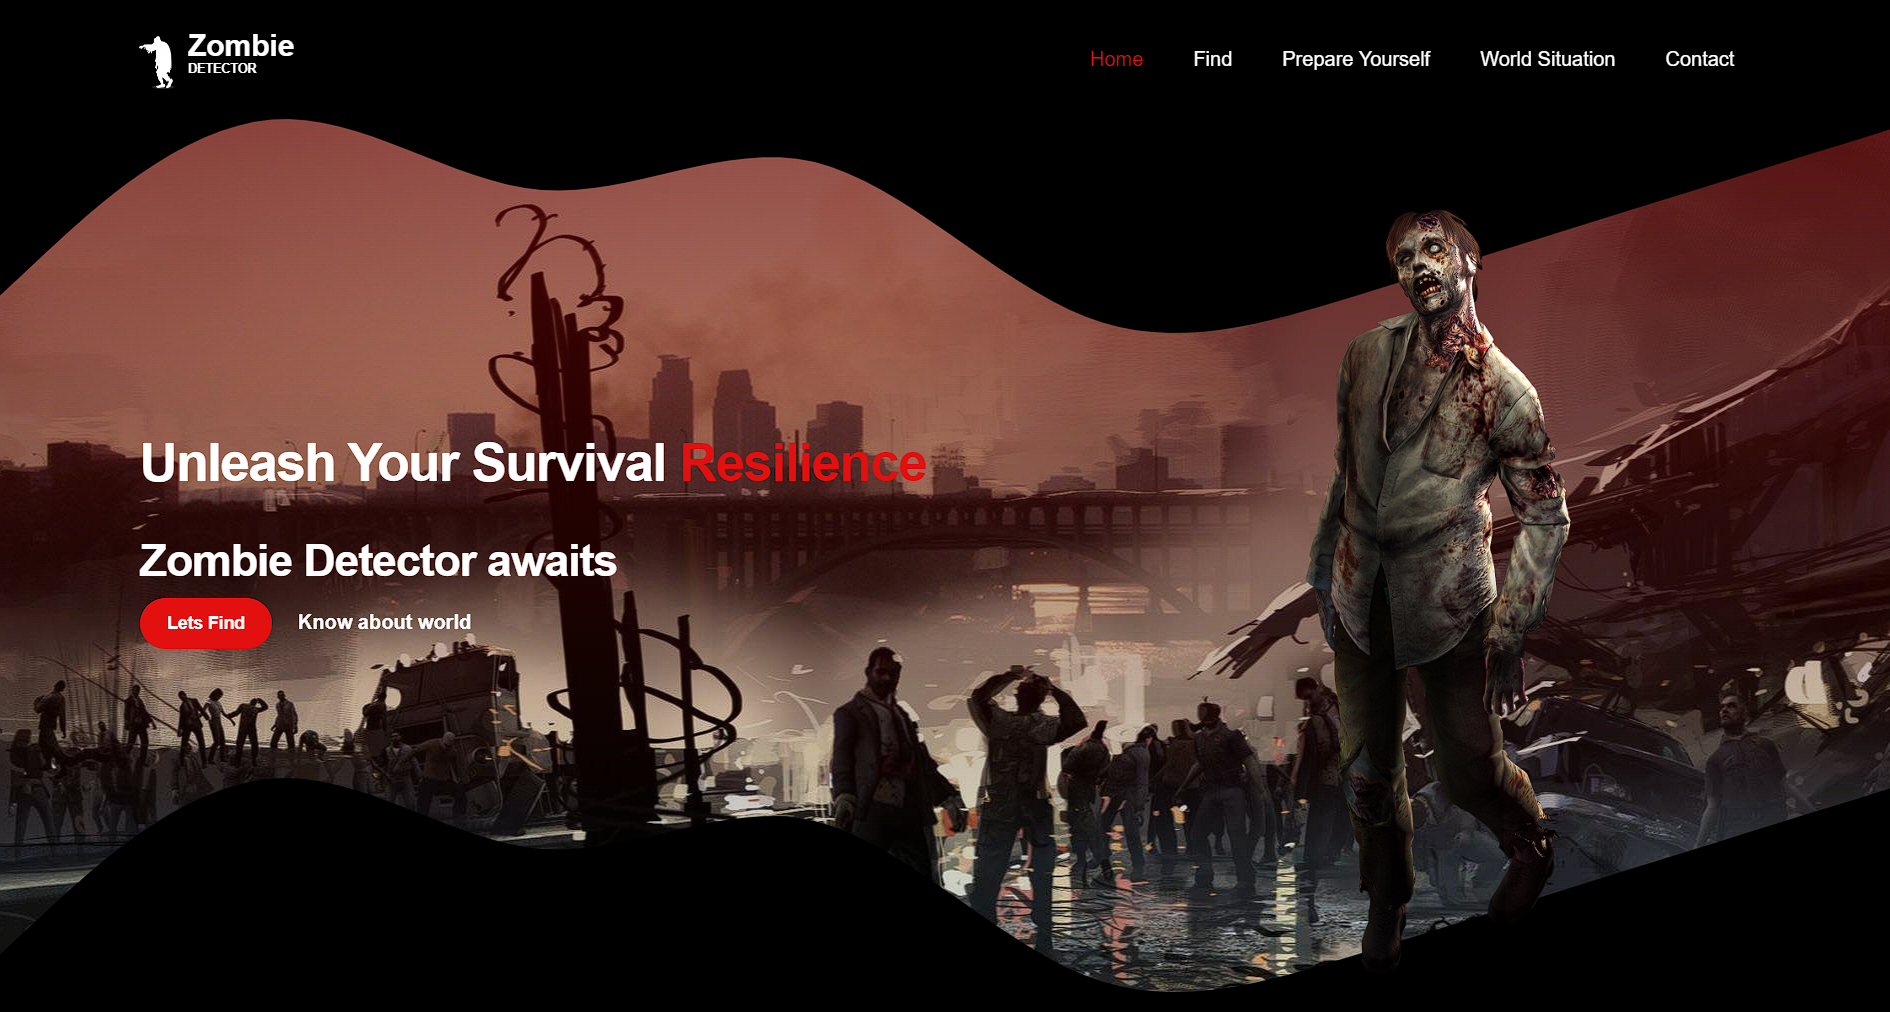 Zombie
DETECTOR
Home
Find
Prepare Yourself
World Situation
Contact
Unleash Your Survival Resilience
Zombie Detector awaits
Lets Find
Know about world